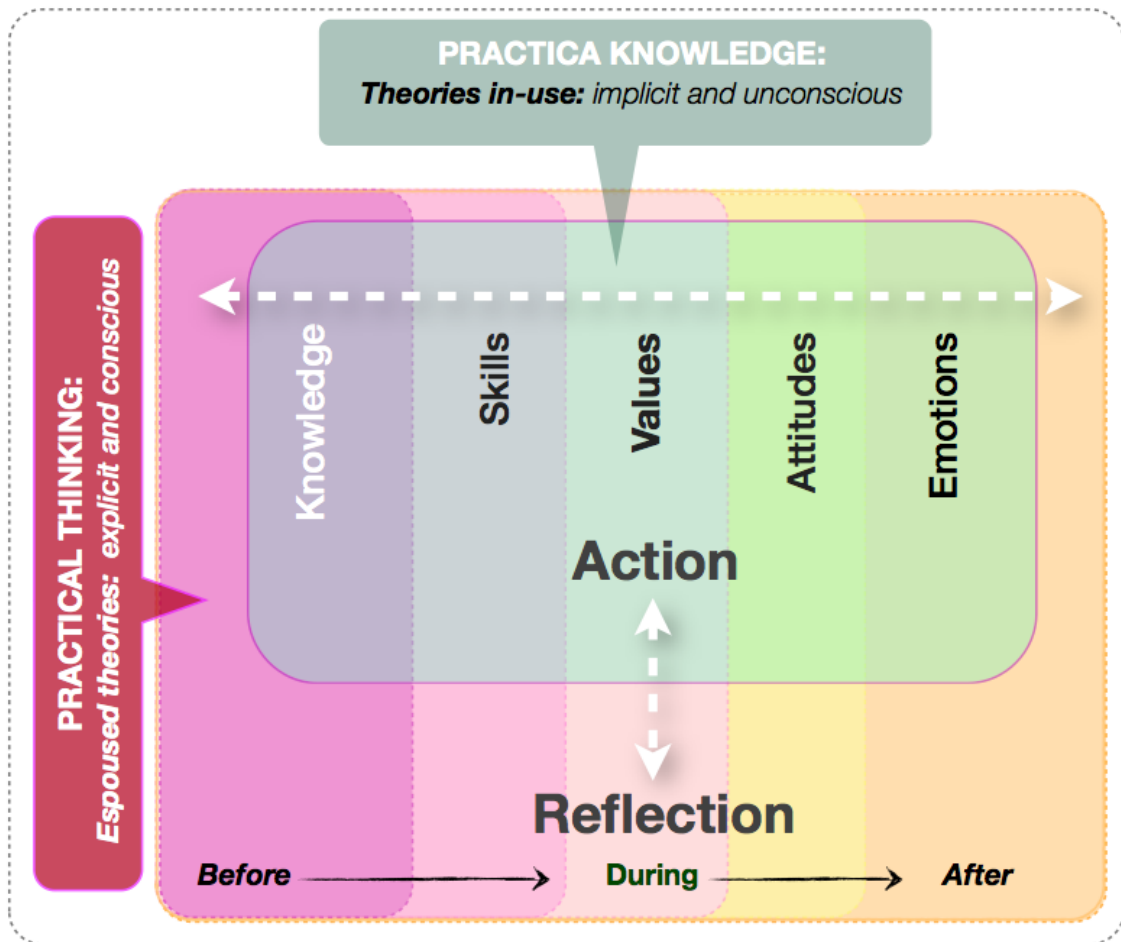 PRACTICA KNOWLEDGE:
Theories in-use: implicit and unconscious
PRACTICAL THINKING:
Espoused theories: explicit and conscious
Knowledge
Skills
Values
Attitudes
Emotions
Action
Reflection
Before
During
After